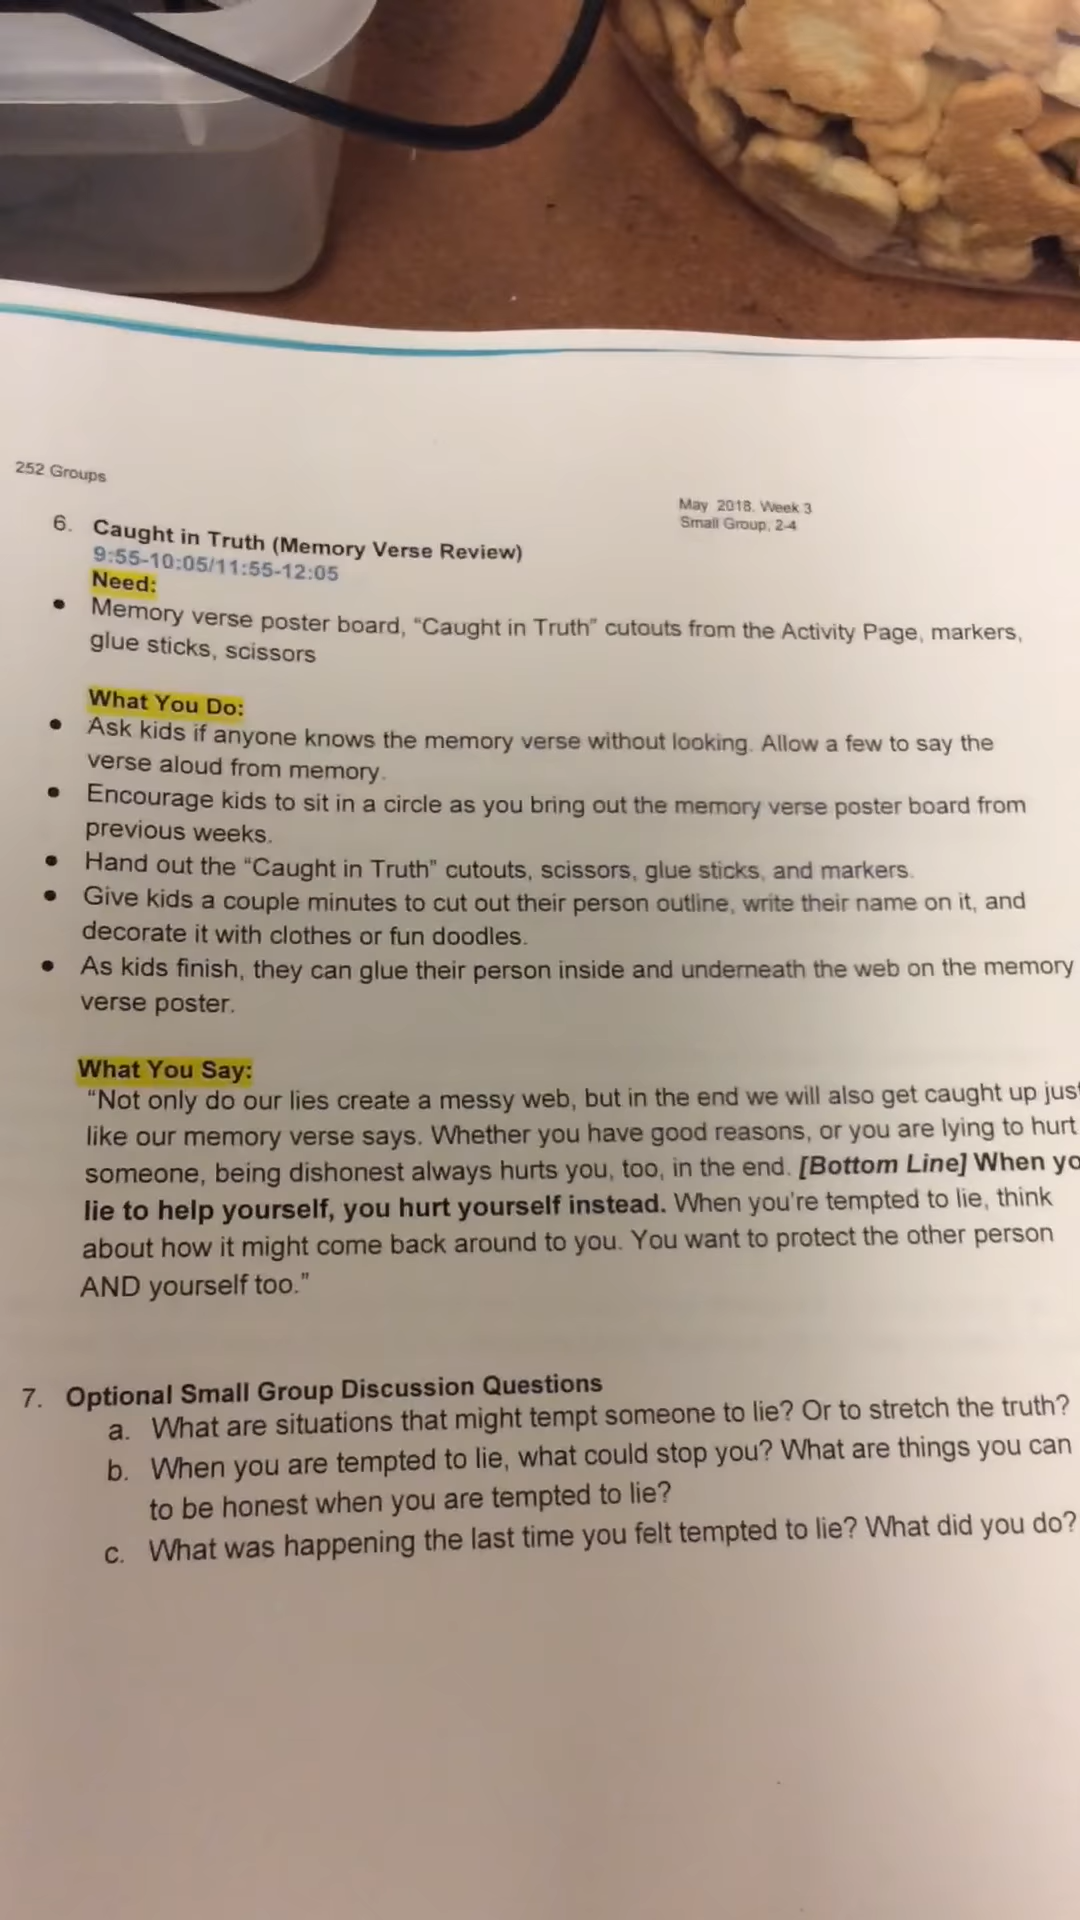 252 Groups
May 2018. Week 3
Small Group, 2-4
6. Caught in Truth (Memory Verse Review)
9:55-10:05/11:55-12:05
Need:
• Memory verse poster board, “Caught in Truth” cutouts from the Activity Page, markers,
glue sticks, scissors
What You Do:
• Ask kids if anyone knows the memory verse without looking. Allow a few to say the
verse aloud from memory.
• Encourage kids to sit in a circle as you bring out the memory verse poster board from
previous weeks.
• Hand out the “Caught in Truth” cutouts, scissors, glue sticks, and markers.
• Give kids a couple minutes to cut out their person outline, write their name on it, and
decorate it with clothes or fun doodles.
• As kids finish, they can glue their person inside and underneath the web on the memory
verse poster.
What You Say:
“Not only do our lies create a messy web, but in the end we will also get caught up
like our memory verse says. Whether you have good reasons, or you are lying to hurt
someone, being dishonest always hurts you, too, in the end. [Bottom Line] When
lie to help yourself, you hurt yourself instead. When you're tempted to lie, think
about how it might come back around to you. You want to protect the other person
AND yourself too.”
7. Optional Small Group Discussion Questions
a. What are situations that might tempt someone to lie? Or to stretch the truth?
b. When you are tempted to lie, what could stop you? What are things you can
to be honest when you are tempted to lie?
c. What was happening the last time you felt tempted to lie? What did you do?